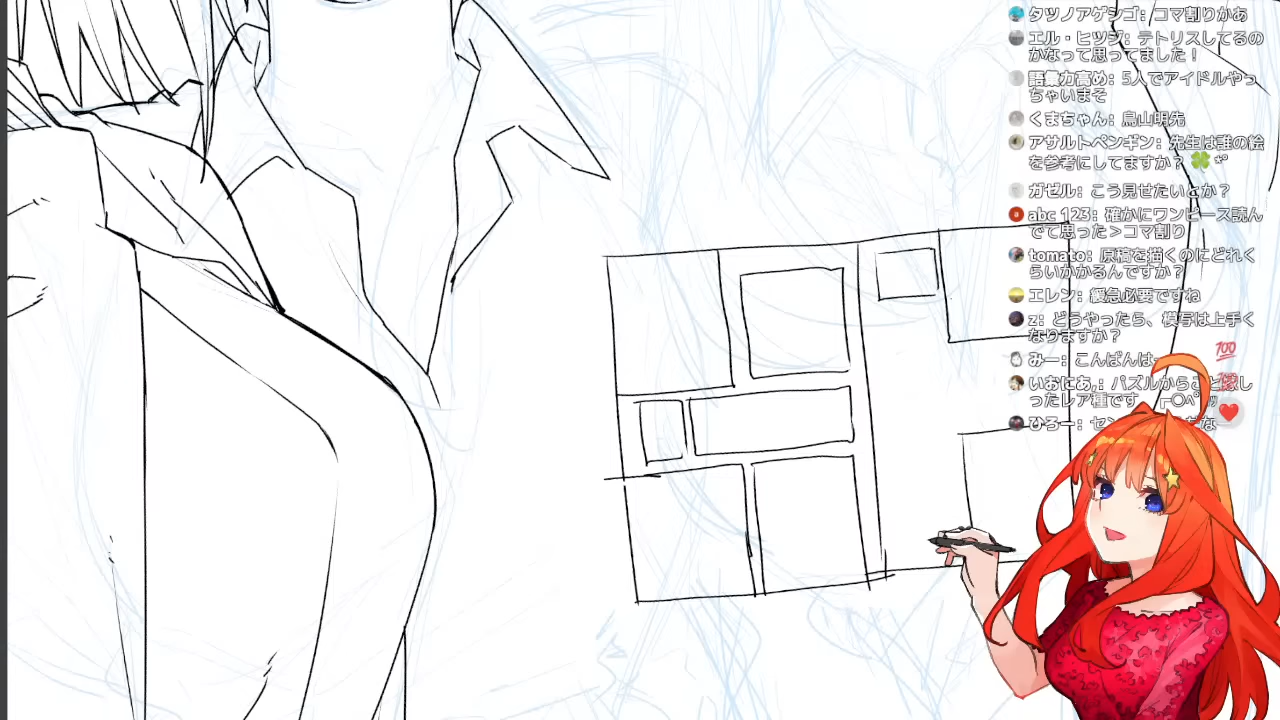 タツノアゲシゴ: コマ割りかあ
エル・ヒツジ: テトリスしてるの
かなって思ってました！
語彙力高め: 5人でアイドルやっ
ちゃいまそ
くまちゃん: 鳥山明先
アサルトペンギン: 先生は誰の絵
を参考にしてますか？🍀*°
ガゼル: こう見せたいとか？
abc 123: 確かにワンピース読ん
でて思った＞コマ割り
tomato: 原稿を描くのにどれく
らいかかるんですか？
エレン: 緩急必要ですね
z: どうやったら、模写は上手く
なりますか？
みー: こんばんはー
いおにあ,: パズルからこ
ったレア種です
ひろー: セン